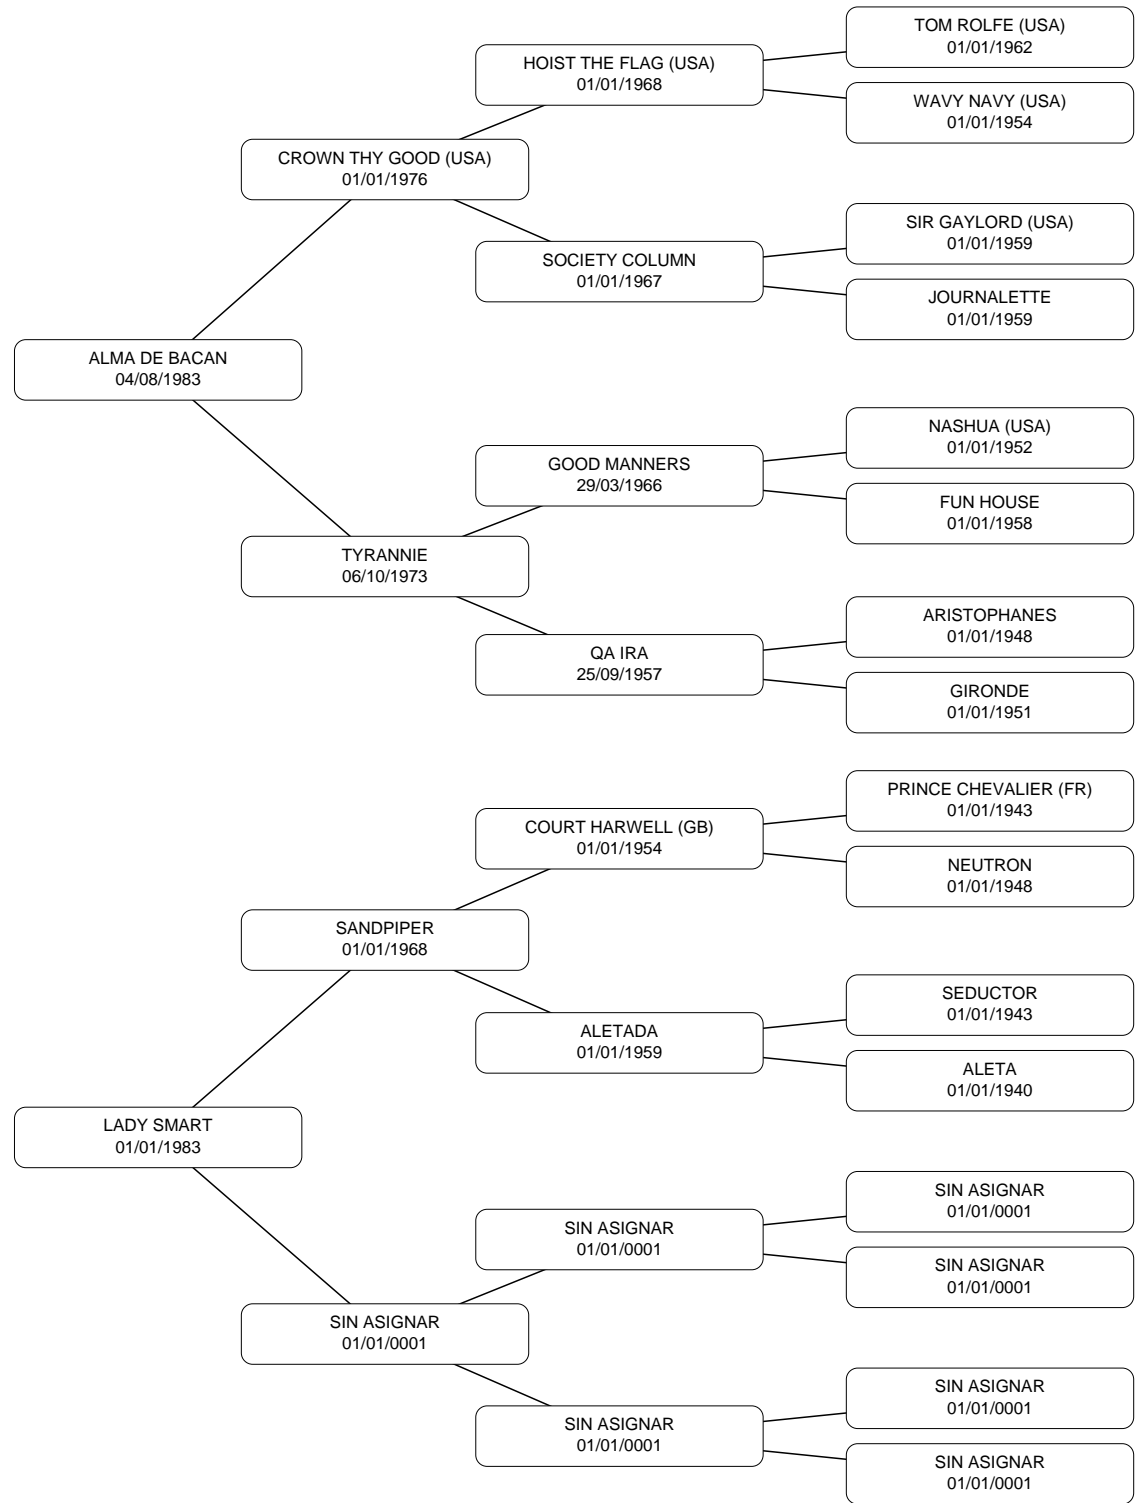 TOM ROLFE (USA)
01/01/1962
HOIST THE FLAG (USA)
01/01/1968
WAVY NAVY (USA)
01/01/1954
CROWN THY GOOD (USA)
01/01/1976
SIR GAYLORD (USA)
01/01/1959
SOCIETY COLUMN
01/01/1967
JOURNALETTE
01/01/1959
ALMA DE BACAN
04/08/1983
NASHUA (USA)
01/01/1952
GOOD MANNERS
29/03/1966
FUN HOUSE
01/01/1958
TYRANNIE
06/10/1973
ARISTOPHANES
01/01/1948
QA IRA
25/09/1957
GIRONDE
01/01/1951
PRINCE CHEVALIER (FR)
01/01/1943
COURT HARWELL (GB)
01/01/1954
NEUTRON
01/01/1948
SANDPIPER
01/01/1968
SEDUCTOR
01/01/1943
ALETADA
01/01/1959
ALETA
01/01/1940
LADY SMART
01/01/1983
SIN ASIGNAR
01/01/0001
SIN ASIGNAR
01/01/0001
SIN ASIGNAR
01/01/0001
SIN ASIGNAR
01/01/0001
SIN ASIGNAR
01/01/0001
SIN ASIGNAR
01/01/0001
SIN ASIGNAR
01/01/0001